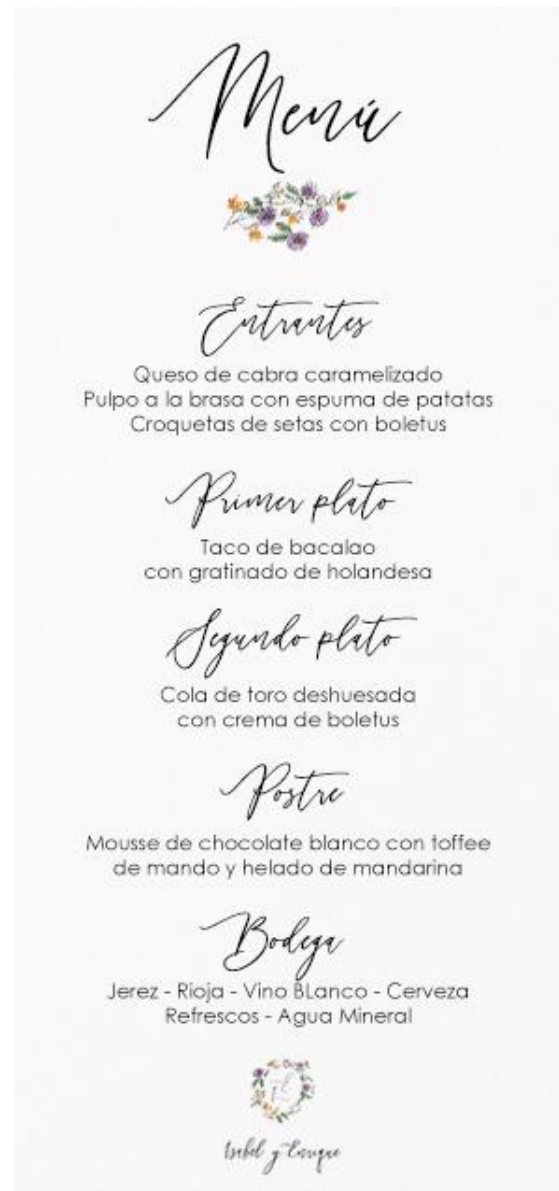 Menú
Entrantes
Queso de cabra caramelizado
Pulpo a la brasa con espuma de patatas
Croquetas de setas con boletus
Primer plato
Taco de bacalao
con gratinado de holandesa
Segundo plato
Cola de toro deshuesada
con crema de boletus
Postre
Mousse de chocolate blanco con toffee
de mando y helado de mandarina
Bodega
Jerez - Rioja - Vino BLanco - Cerveza
Refrescos - Agua Mineral
Isabel y Enrique